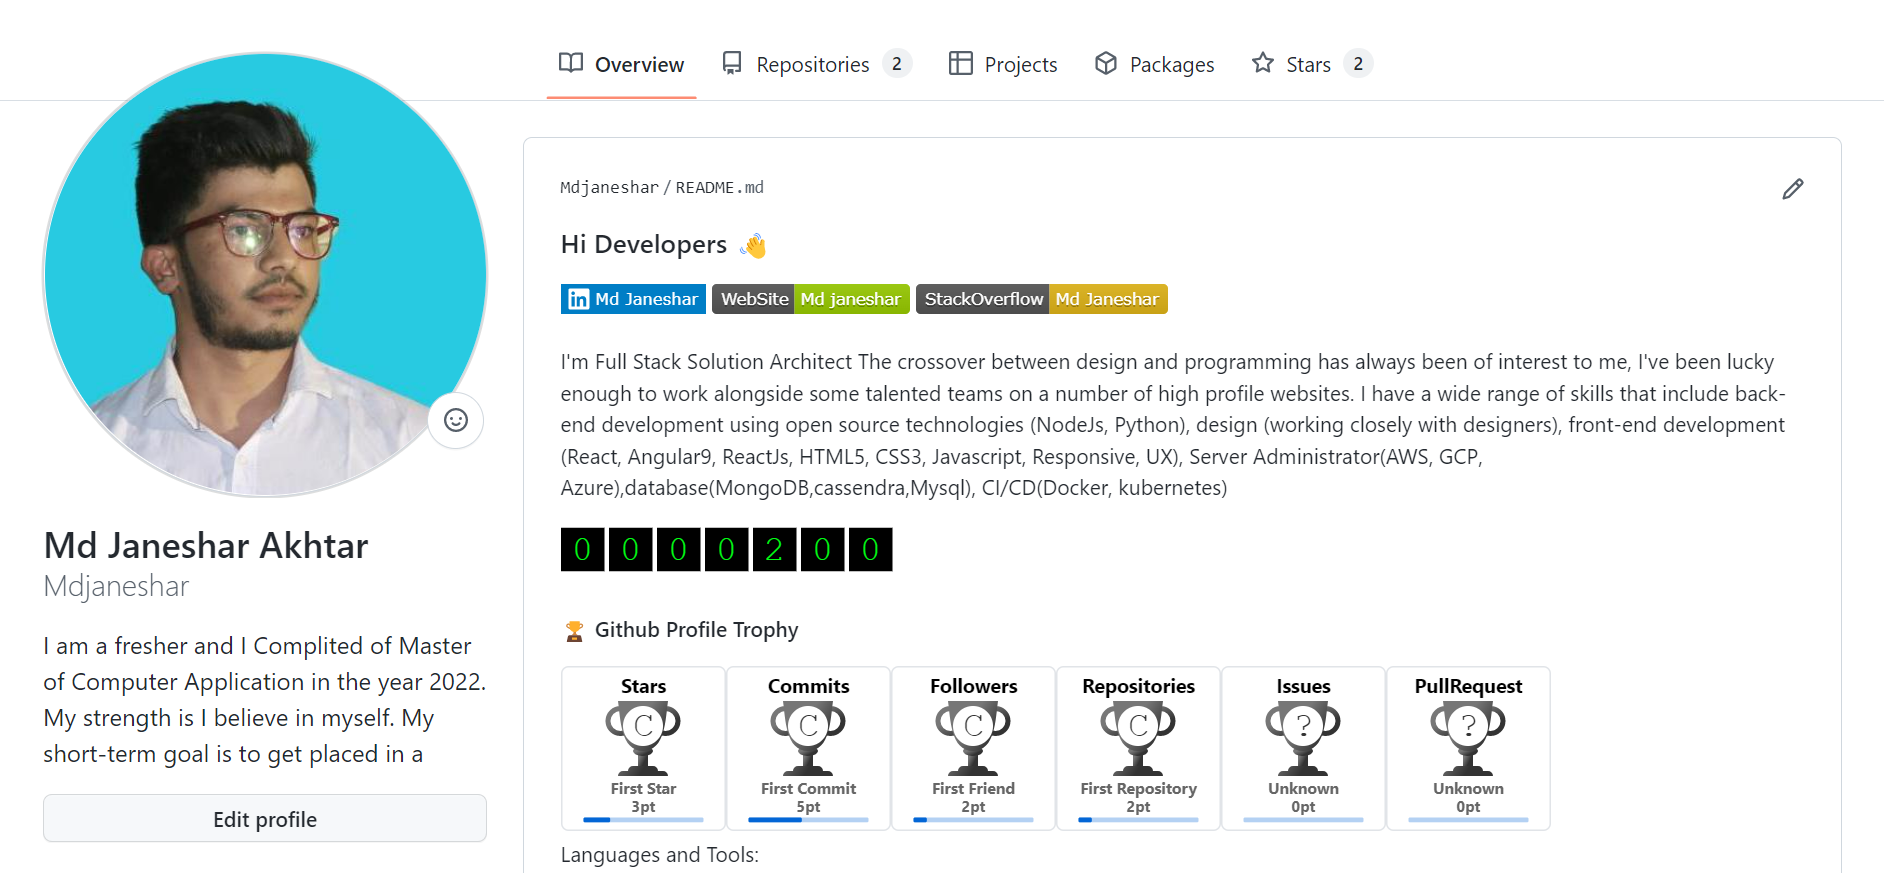 Overview
Repositories 2
Projects
Packages
Stars 2
Md Janeshar Akhtar
Mdjaneshar
I am a fresher and I Complited of Master
of Computer Application in the year 2022.
My strength is I believe in myself. My
short-term goal is to get placed in a
Edit profile
Mdjaneshar / README.md
Hi Developers 👋
in Md Janeshar
WebSite Md janeshar
StackOverflow Md Janeshar
I'm Full Stack Solution Architect The crossover between design and programming has always been of interest to me, I've been lucky
enough to work alongside some talented teams on a number of high profile websites. I have a wide range of skills that include back-
end development using open source technologies (NodeJs, Python), design (working closely with designers), front-end development
(React, Angular9, ReactJs, HTML5, CSS3, Javascript, Responsive, UX), Server Administrator(AWS, GCP,
Azure),database(MongoDB,cassendra,Mysql), CI/CD(Docker, kubernetes)
0 0 0 0 2 0 0
🏆 Github Profile Trophy
Stars
C
First Star
3pt
Commits
C
First Commit
5pt
Followers
C
First Friend
2pt
Repositories
C
First Repository
2pt
Issues
?
Unknown
0pt
PullRequest
?
Unknown
0pt
Languages and Tools: